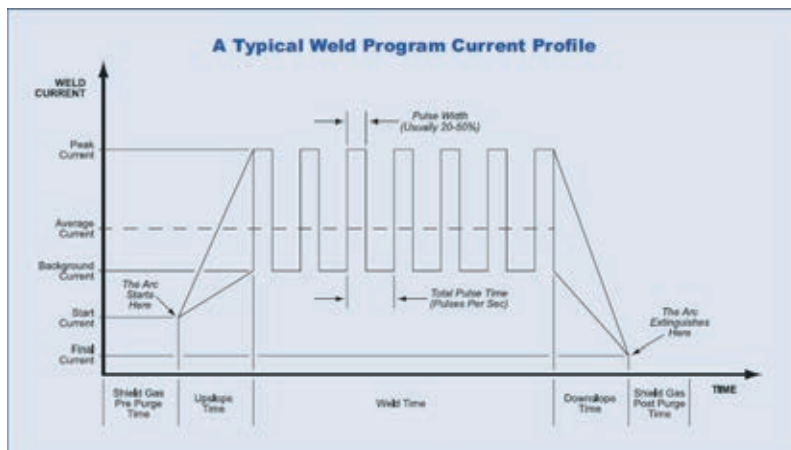 A Typical Weld Program Current Profile
WELD
CURRENT
Pulse Width
(Usually 20-50%)
Peak
Current
Average
Current
Background
Current
The Arc
Starts
Here
Total Pulse Time
(Pulses Per Sec)
Start
Current
The Arc
Extinguishes
Here
Final
Current
TIME
Shield Gas
Pre Purge
Time
Upslope
Time
Weld Time
Downslope
Time
Shield Gas
Post Purge
Time